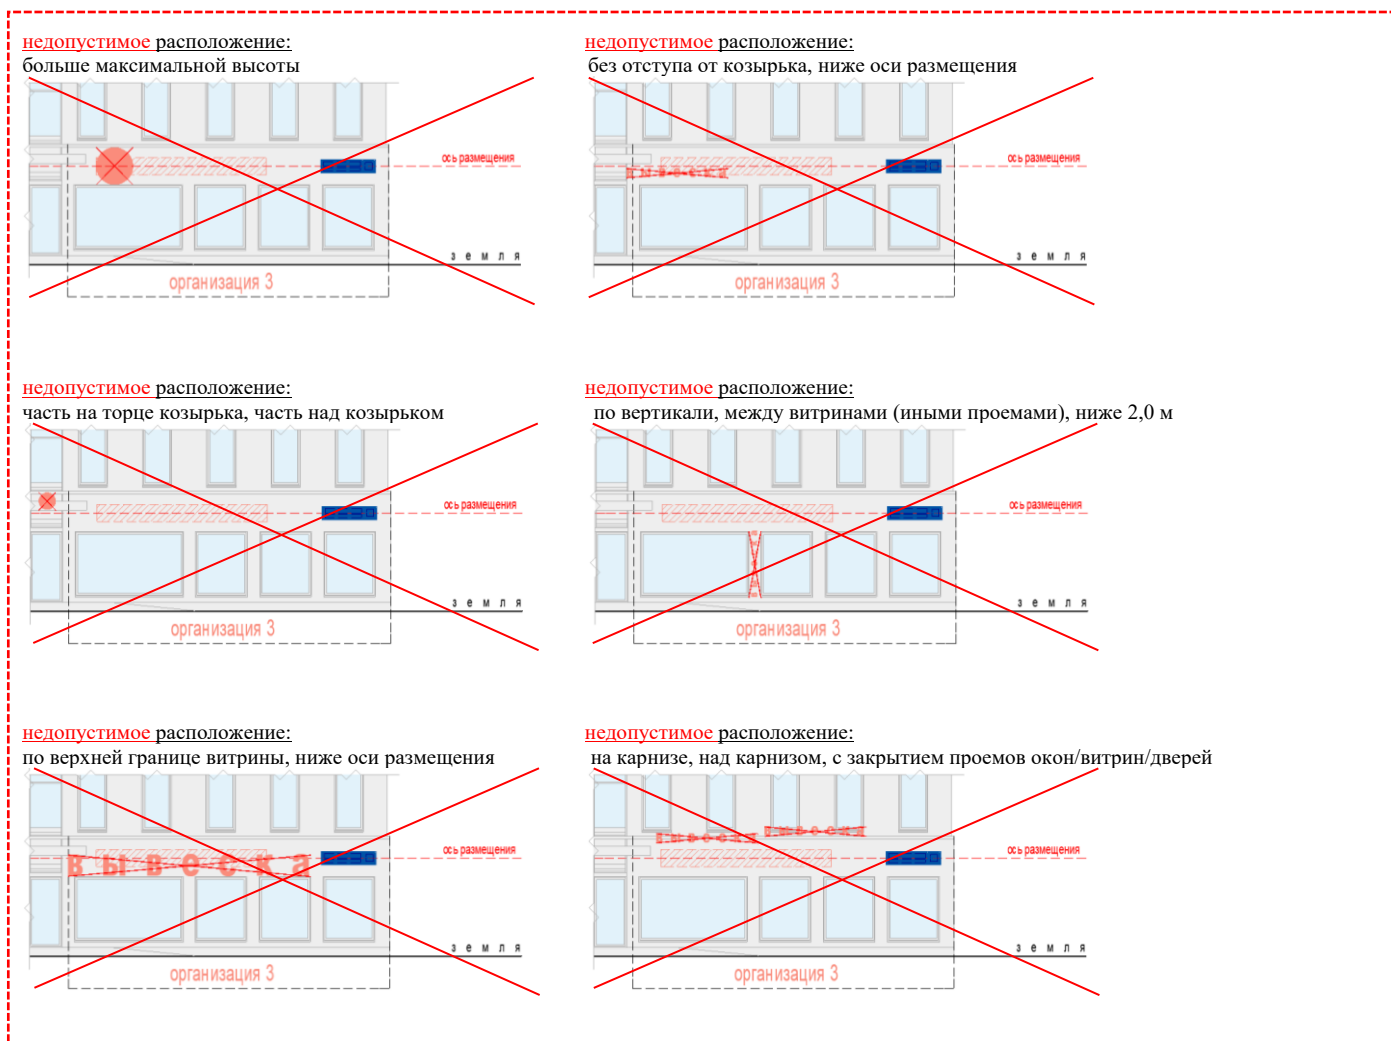 недопустимое расположение:
больше максимальной высоты
ось размещения
земля
организация 3
недопустимое расположение:
без отступа от козырька, ниже оси размещения
вывеска
ось размещения
земля
организация 3
недопустимое расположение:
часть на торце козырька, часть над козырьком
ось размещения
земля
организация 3
недопустимое расположение:
по вертикали, между витринами (иными проемами), ниже 2,0 м
ось размещения
земля
организация 3
недопустимое расположение:
по верхней границе витрины, ниже оси размещения
вывеска
ось размещения
земля
организация 3
недопустимое расположение:
на карнизе, над карнизом, с закрытием проемов окон/витрин/дверей
вывеска
вывеска
ось размещения
земля
организация 3